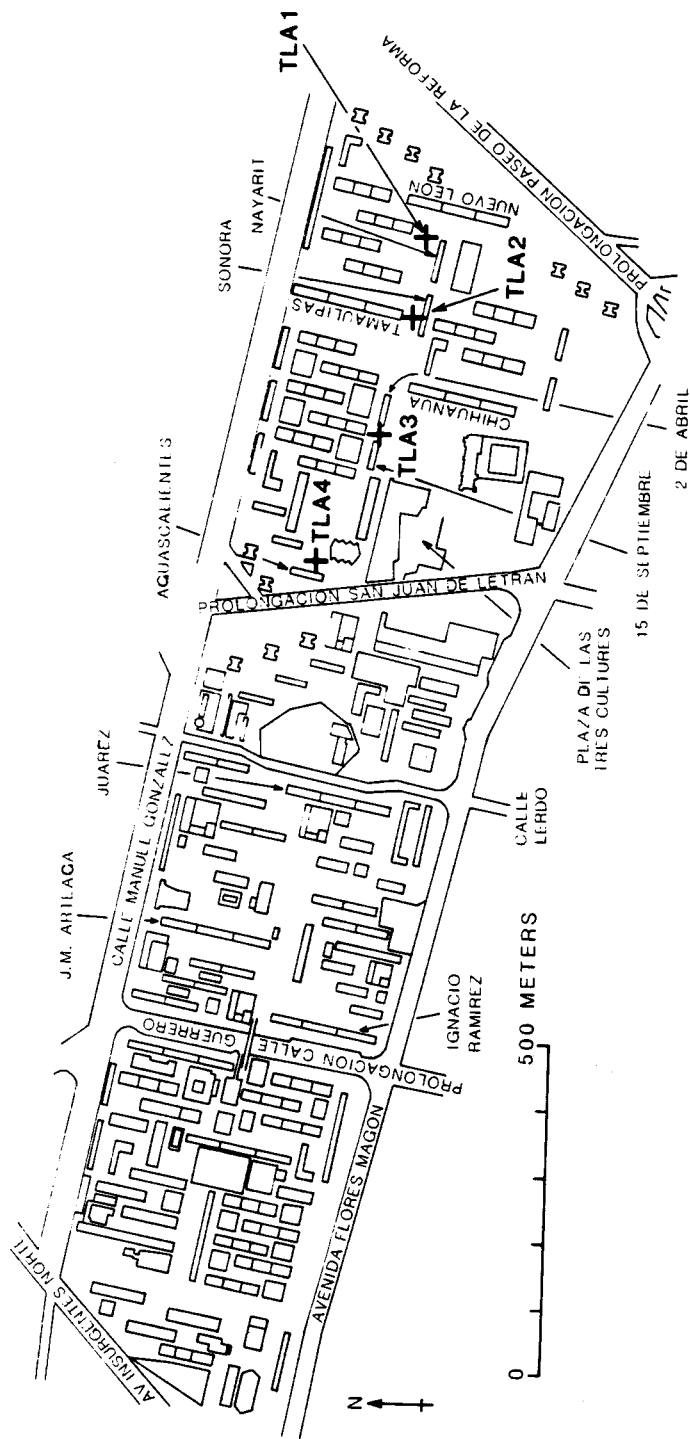 TLA1
PROLONGACION PASEO DE LA REFORMA
NAYARIT
SONORA
NUEVO LEÓN
TLA2
TAMAULIPAS
CHIHUANUA
TLA3
2 DE ABRIL
AGUASCALIENTES
TLA4
15 DE SEPTIEMBRE
PROLONGACION SAN JUAN DE LETRAN
PLAZA DE LAS
TRES CULTURES
JUAREZ
CALLE MANUEL GONZALEZ
CALLE
LERDO
J.M. ARTEAGA
IGNACIO
RAMIREZ
GUERRERO
PROLONGACION CALLE
500 METERS
0
AVENIDA FLORES MAGON
AV INSURGENTES NORTE
N